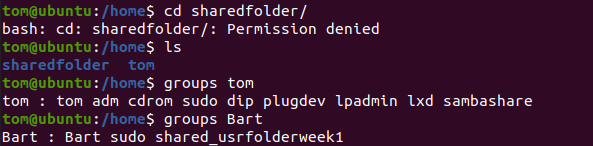 tom@ubuntu:/home$ cd sharedfolder/
bash: cd: sharedfolder/: Permission denied
tom@ubuntu:/home$ ls
sharedfolder  tom
tom@ubuntu:/home$ groups tom
tom : tom adm cdrom sudo dip plugdev lpadmin lxd sambashare
tom@ubuntu:/home$ groups Bart
Bart : Bart sudo shared_usrfolderweek1